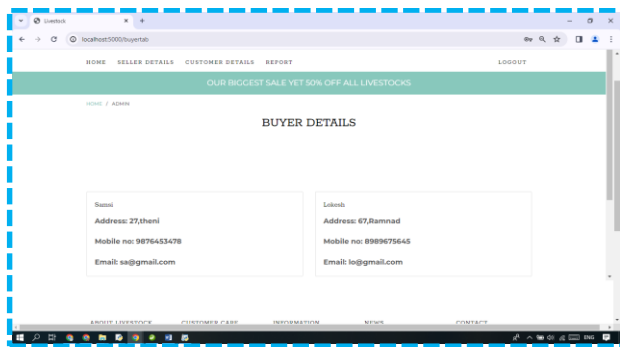 Livestock
localhost:5000/buyertab
HOME SELLER DETAILS CUSTOMER DETAILS REPORT LOGOUT
OUR BIGGEST SALE YET 50% OFF ALL LIVESTOCKS
HOME / ADMIN
BUYER DETAILS
Samsi
Address: 27,theni
Mobile no: 9876453478
Email: sa@gmail.com
Lokesh
Address: 67,Ramnad
Mobile no: 8989675645
Email: lo@gmail.com
ABOUT LIVESTOCK CUSTOMER CARE INFORMATION NEWS CONTACT
ENG